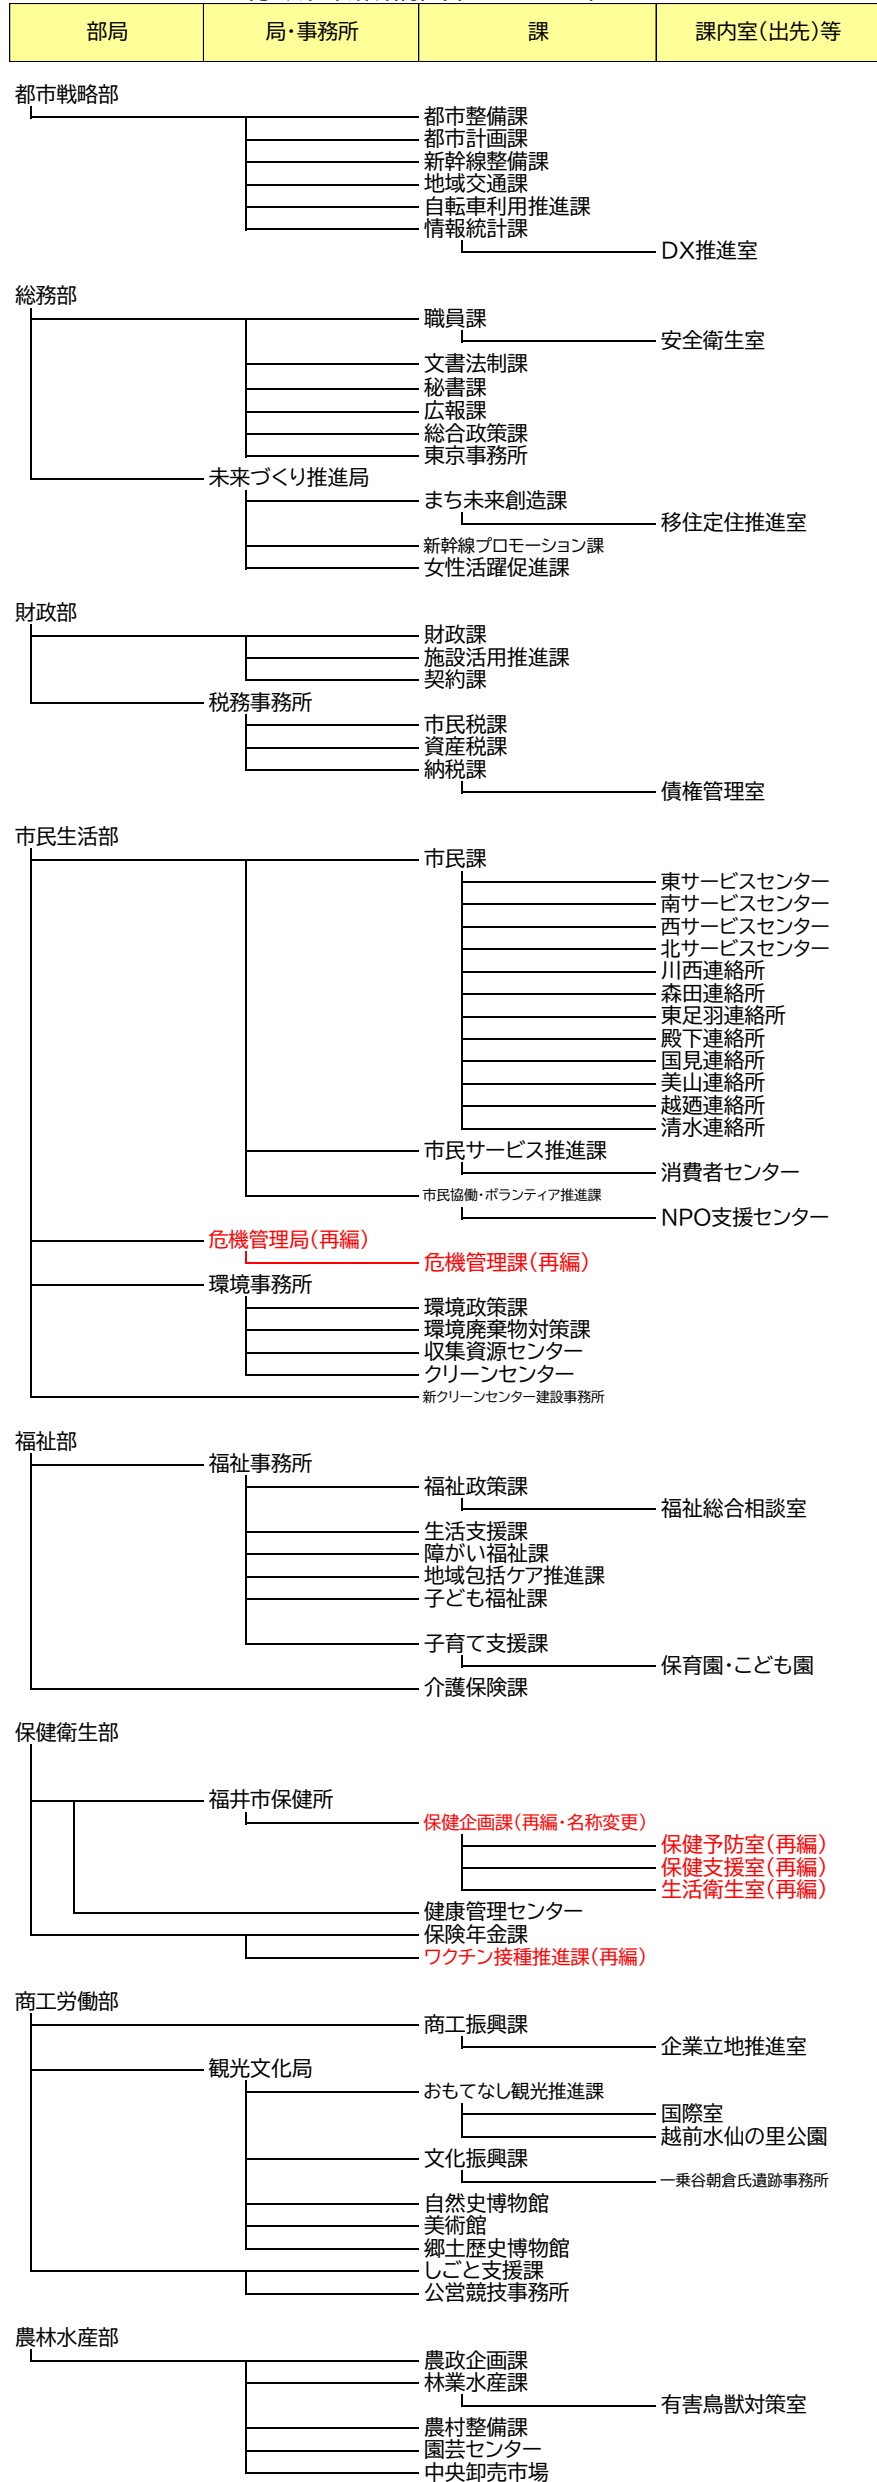 部局 局・事務所 課 課内室(出先)等
都市戦略部
都市整備課
都市計画課
新幹線整備課
地域交通課
自転車利用推進課
情報統計課
DX推進室
総務部
職員課
安全衛生室
文書法制課
秘書課
広報課
総合政策課
東京事務所
未来づくり推進局
まち未来創造課
移住定住推進室
新幹線プロモーション課
女性活躍促進課
財政部
財政課
施設活用推進課
契約課
税務事務所
市民税課
資産税課
納税課
債権管理室
市民生活部
市民課
東サービスセンター
南サービスセンター
西サービスセンター
北サービスセンター
川西連絡所
森田連絡所
東足羽連絡所
殿下連絡所
国見連絡所
美山連絡所
越廼連絡所
清水連絡所
市民サービス推進課
消費者センター
市民協働・ボランティア推進課
NPO支援センター
危機管理局(再編)
危機管理課(再編)
環境事務所
環境政策課
環境廃棄物対策課
収集資源センター
クリーンセンター
新クリーンセンター建設事務所
福祉部
福祉事務所
福祉政策課
福祉総合相談室
生活支援課
障がい福祉課
地域包括ケア推進課
子ども福祉課
子育て支援課
保育園・こども園
介護保険課
保健衛生部
福井市保健所
保健企画課(再編・名称変更)
保健予防室(再編)
保健支援室(再編)
生活衛生室(再編)
健康管理センター
保険年金課
ワクチン接種推進課(再編)
商工労働部
商工振興課
企業立地推進室
観光文化局
おもてなし観光推進課
国際室
越前水仙の里公園
文化振興課
一乗谷朝倉氏遺跡事務所
自然史博物館
美術館
郷土歴史博物館
しごと支援課
公営競技事務所
農林水産部
農政企画課
林業水産課
有害鳥獣対策室
農村整備課
園芸センター
中央卸売市場